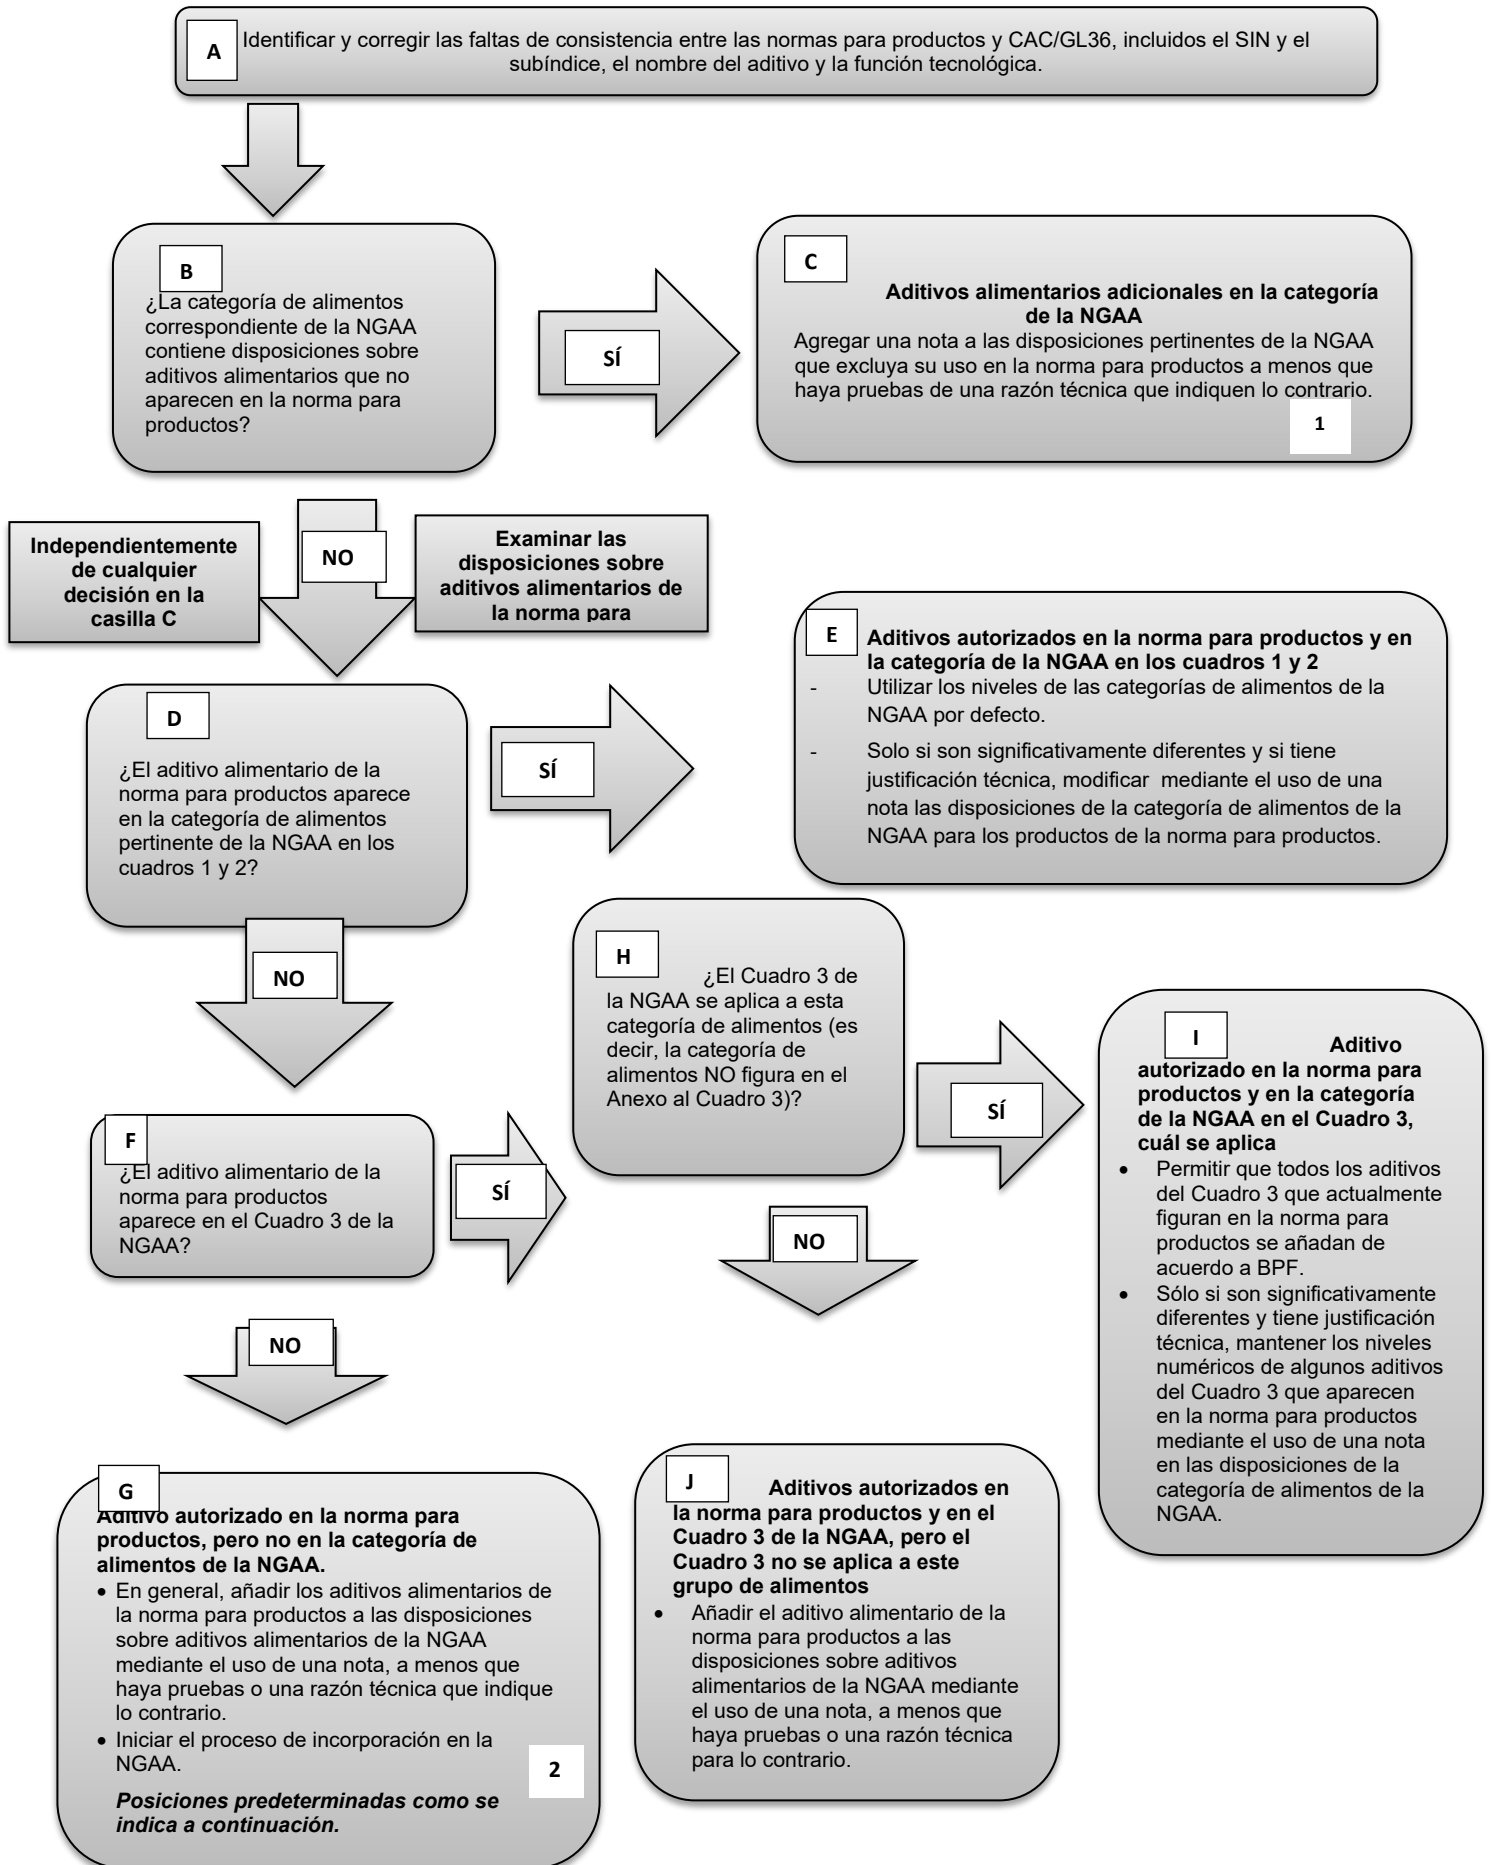 A
Identificar y corregir las faltas de consistencia entre las normas para productos y CAC/GL36, incluidos el SIN y el
subíndice, el nombre del aditivo y la función tecnológica.
B
¿La categoría de alimentos
correspondiente de la NGAA
contiene disposiciones sobre
aditivos alimentarios que no
aparecen en la norma para
productos?
SÍ
C
Aditivos alimentarios adicionales en la categoría
de la NGAA
Agregar una nota a las disposiciones pertinentes de la NGAA
que excluya su uso en la norma para productos a menos que
haya pruebas de una razón técnica que indiquen lo contrario.
1
Independientemente
de cualquier
decisión en la
casilla C
NO
Examinar las
disposiciones sobre
aditivos alimentarios de
la norma para
D
¿El aditivo alimentario de la
norma para productos aparece
en la categoría de alimentos
pertinente de la NGAA en los
cuadros 1 y 2?
SÍ
E
Aditivos autorizados en la norma para productos y en
la categoría de la NGAA en los cuadros 1 y 2
- Utilizar los niveles de las categorías de alimentos de la
NGAA por defecto.
- Solo si son significativamente diferentes y si tiene
justificación técnica, modificar mediante el uso de una
nota las disposiciones de la categoría de alimentos de la
NGAA para los productos de la norma para productos.
NO
F
¿El aditivo alimentario de la
norma para productos
aparece en el Cuadro 3 de la
NGAA?
SÍ
H
¿El Cuadro 3 de
la NGAA se aplica a esta
categoría de alimentos (es
decir, la categoría de
alimentos NO figura en el
Anexo al Cuadro 3)?
SÍ
I
Aditivo
autorizado en la norma para
productos y en la categoría
de la NGAA en el Cuadro 3,
cuál se aplica
• Permitir que todos los aditivos
del Cuadro 3 que actualmente
figuran en la norma para
productos se añadan de
acuerdo a BPF.
• Sólo si son significativamente
diferentes y tiene justificación
técnica, mantener los niveles
numéricos de algunos aditivos
del Cuadro 3 que aparecen
en la norma para productos
mediante el uso de una nota
en las disposiciones de la
categoría de alimentos de la
NGAA.
NO
NO
G
Aditivo autorizado en la norma para
productos, pero no en la categoría de
alimentos de la NGAA.
• En general, añadir los aditivos alimentarios de
la norma para productos a las disposiciones
sobre aditivos alimentarios de la NGAA
mediante el uso de una nota, a menos que
haya pruebas o una razón técnica que indique
lo contrario.
• Iniciar el proceso de incorporación en la
NGAA.
2
Posiciones predeterminadas como se
indica a continuación.
J
Aditivos autorizados en
la norma para productos y en el
Cuadro 3 de la NGAA, pero el
Cuadro 3 no se aplica a este
grupo de alimentos
• Añadir el aditivo alimentario de la
norma para productos a las
disposiciones sobre aditivos
alimentarios de la NGAA mediante
el uso de una nota, a menos que
haya pruebas o una razón técnica
para lo contrario.